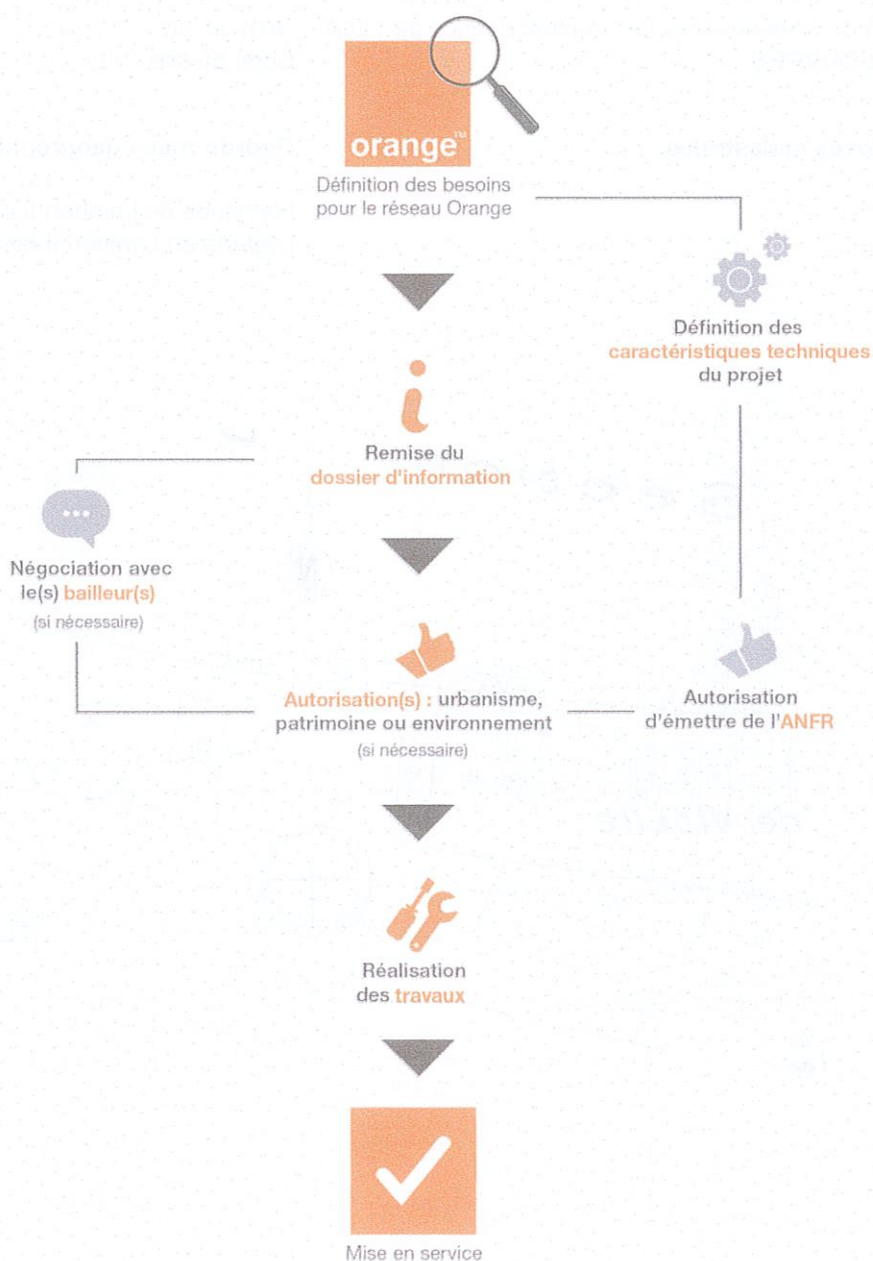 orange™
Définition des besoins
pour le réseau Orange
Définition des
caractéristiques techniques
du projet
Remise du
dossier d'information
Négociation avec
le(s) bailleur(s)
(si nécessaire)
Autorisation(s) : urbanisme,
patrimoine ou environnement
(si nécessaire)
Autorisation
d'émettre de l'ANFR
Réalisation
des travaux
Mise en service